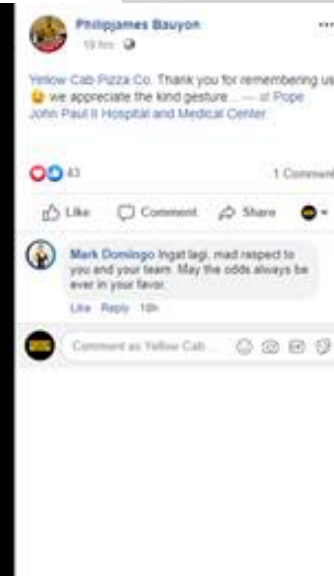 Philipjames Bauyon
19 hrs
Yellow Cab Pizza Co. Thank you for remembering us
we appreciate the kind gesture... — at Pope
John Paul II Hospital and Medical Center.
43
1 Comment
Like Comment Share
Mark Domingo Ingat lagi, mad respect to
you and your team. May the odds always be
ever in your favor.
Like Reply 18h
Comment as Yellow Cab...